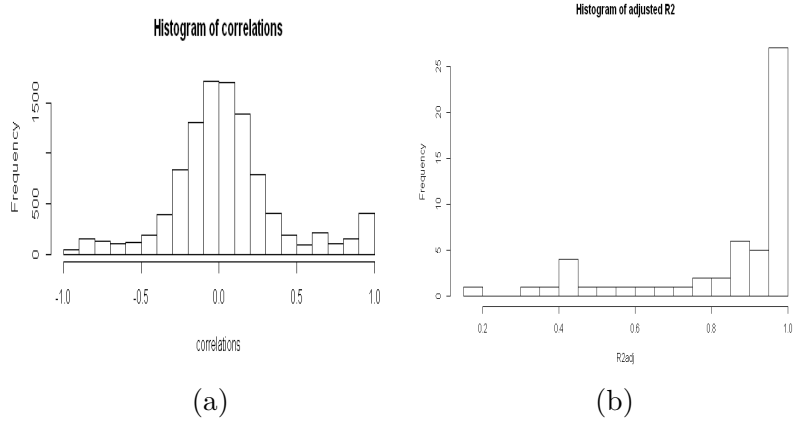 Histogram of correlations
Frequency
0 500 1500
-1.0 -0.5 0.0 0.5 1.0
correlations
(a)
Histogram of adjusted R2
Frequency
0 5 10 15 20 25
0.2 0.4 0.6 0.8 1.0
R2adj
(b)